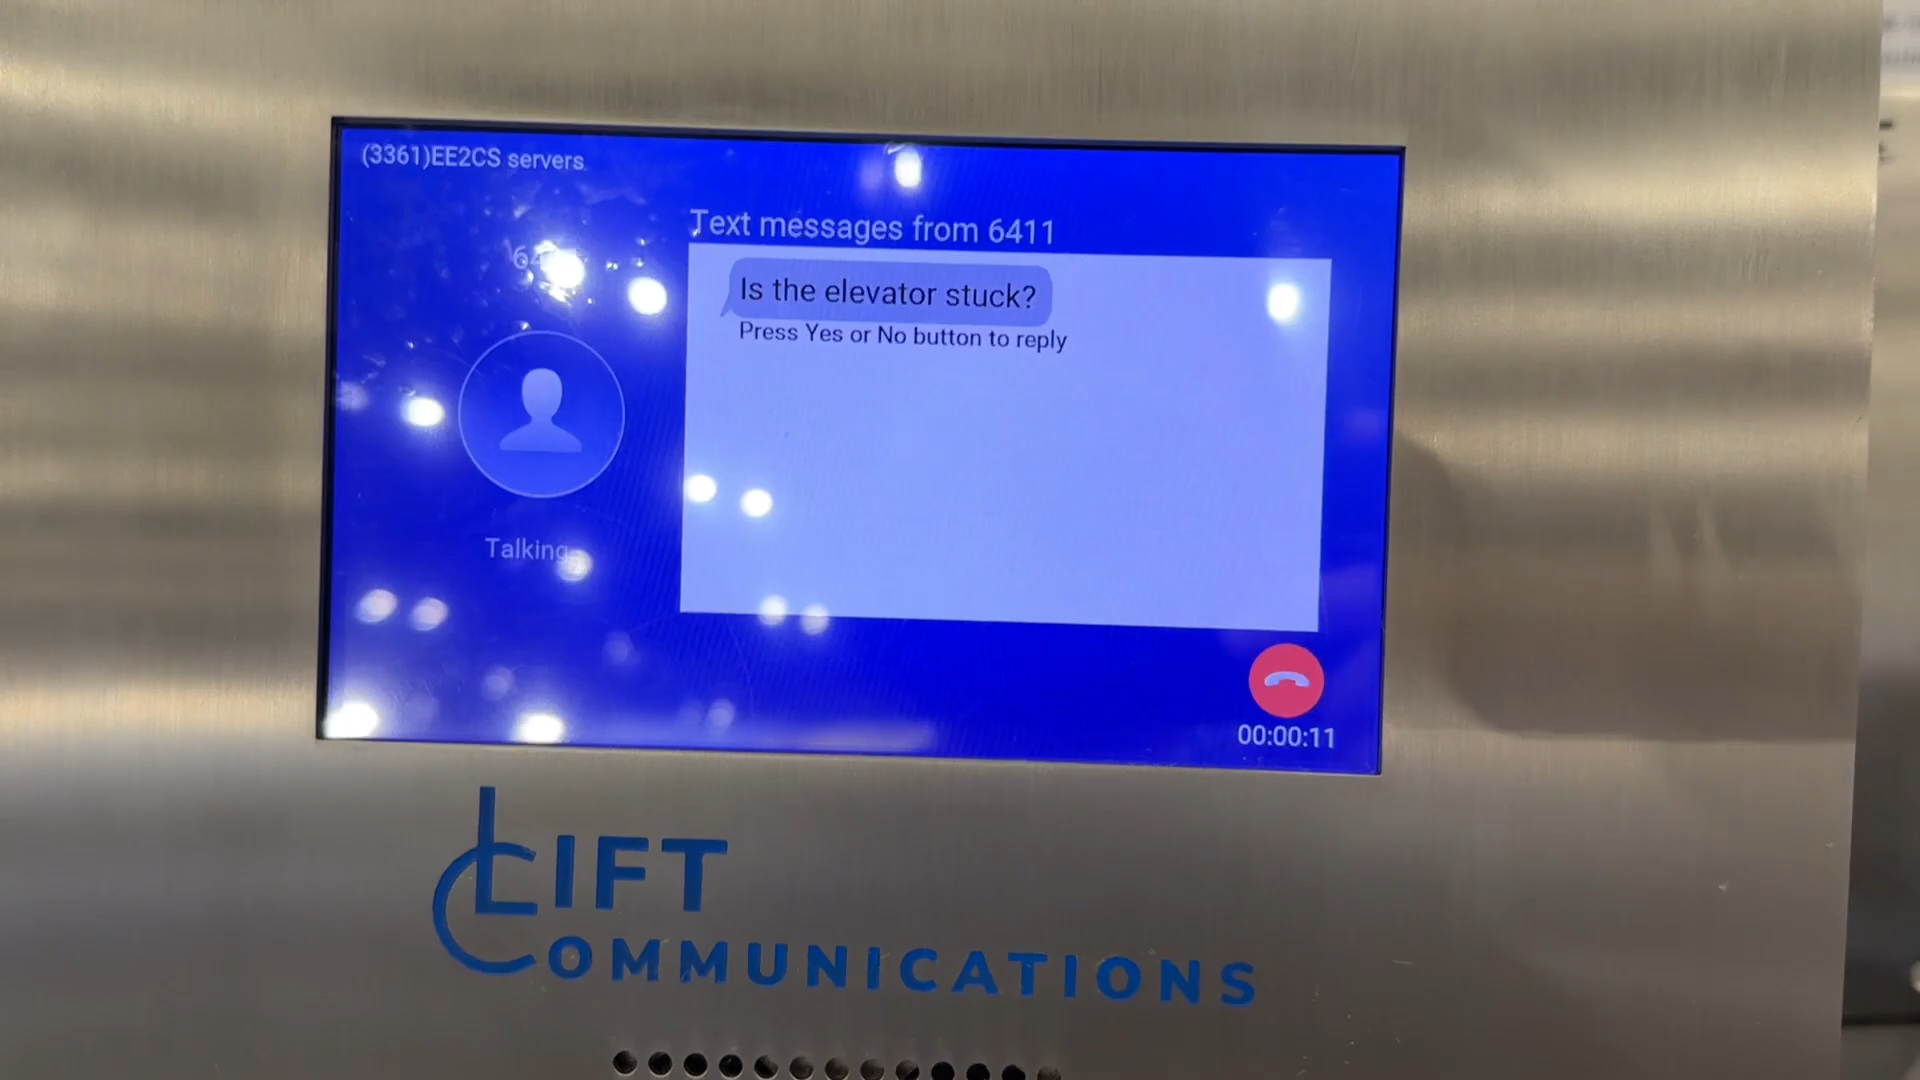 (3361)EE2CS servers
Text messages from 6411
Is the elevator stuck?
Press Yes or No button to reply
Talking
00:00:11
LIFT
COMMUNICATIONS